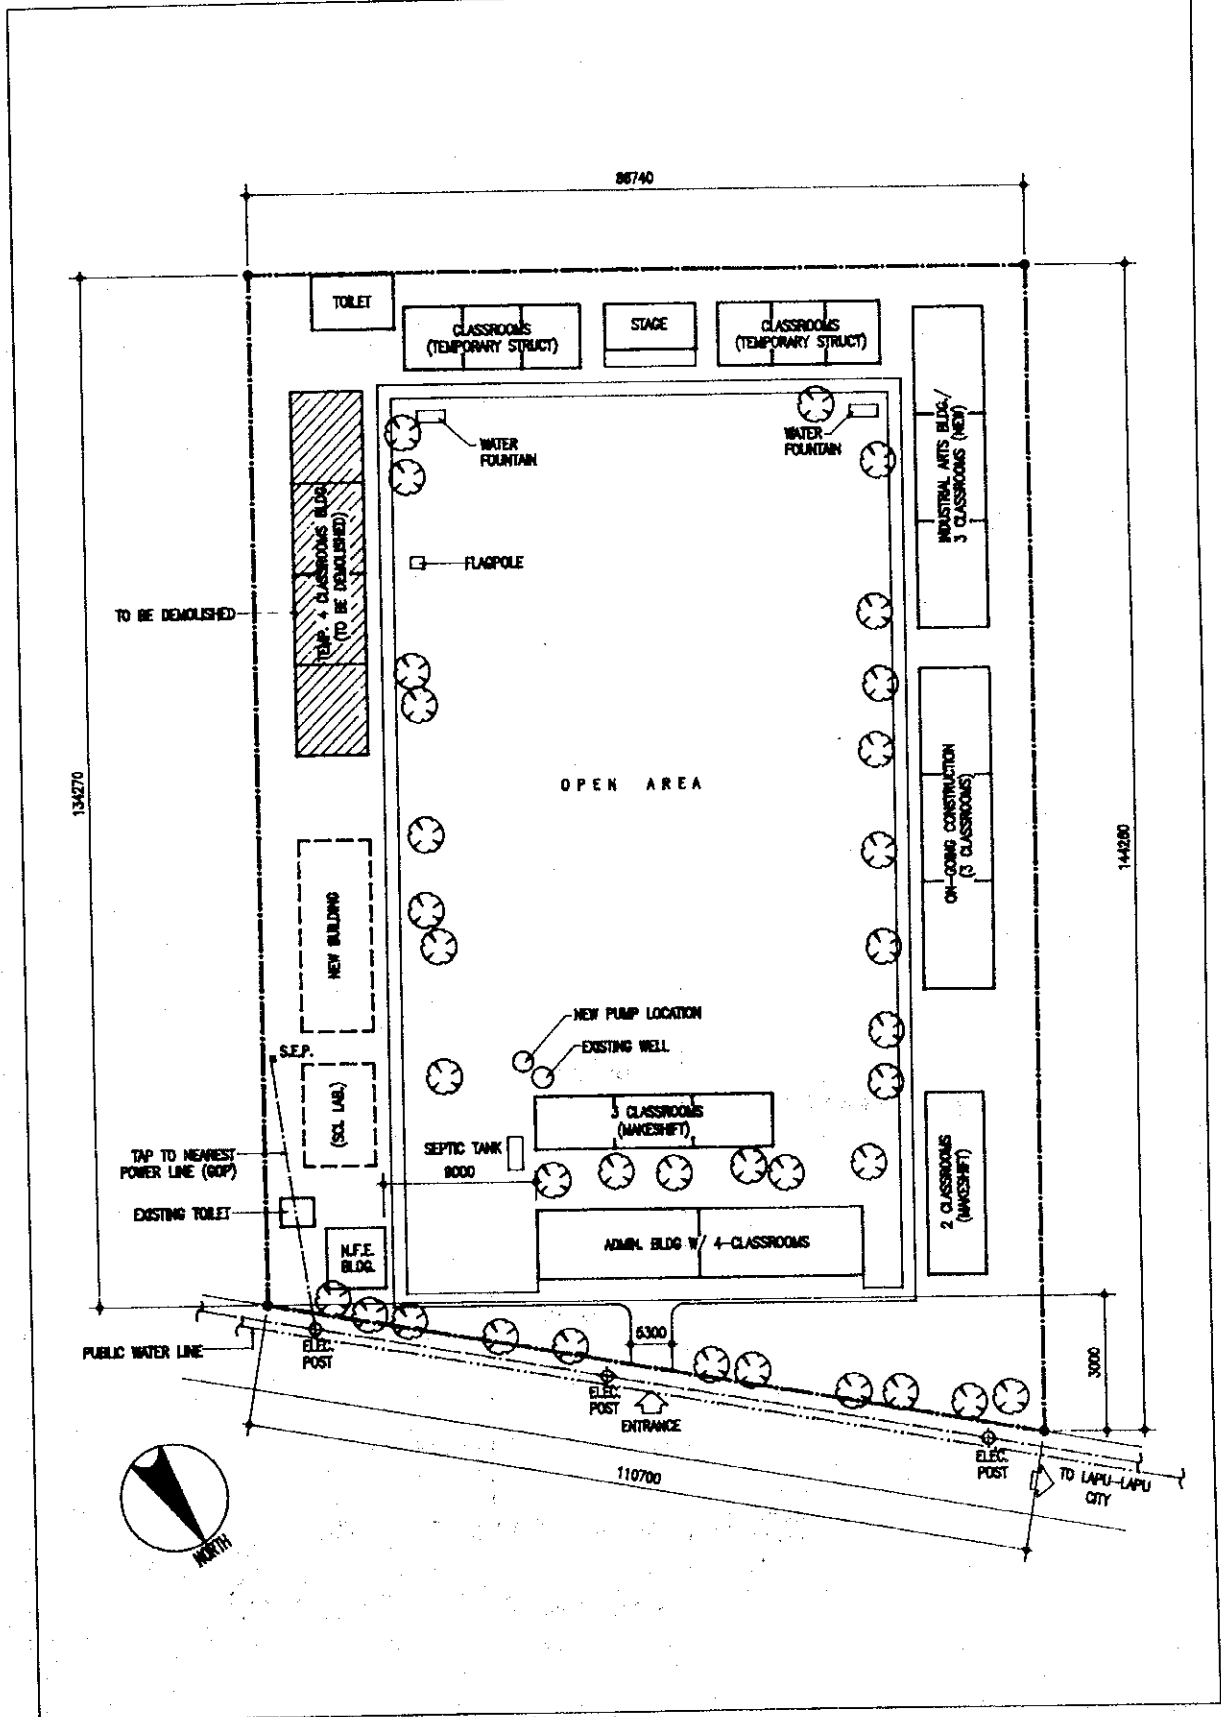 86740
TOILET
CLASSROOMS
(TEMPORARY STRUCT)
STAGE
CLASSROOMS
(TEMPORARY STRUCT)
WATER
FOUNTAIN
WATER
FOUNTAIN
INDUSTRIAL ARTS BLDG./
3 CLASSROOMS (NEW)
TEMP. 4 CLASSROOMS BLDG
(TO BE DEMOLISHED)
FLAGPOLE
TO BE DEMOLISHED
134270
OPEN AREA
ON-GOING CONSTRUCTION
(3 CLASSROOMS)
144280
NEW BUILDING
NEW PUMP LOCATION
EXISTING WELL
S.E.P.
(SCI. LAB.)
3 CLASSROOMS
(MAKESHIFT)
SEPTIC TANK
9000
TAP TO NEAREST
POWER LINE (GOP)
2 CLASSROOMS
(MAKESHIFT)
EXISTING TOILET
N.F.E.
BLDG.
ADMIN. BLDG W/ 4-CLASSROOMS
PUBLIC WATER LINE
ELEC.
POST
5300
3000
ELEC.
POST
ENTRANCE
ELEC.
POST
110700
TO LAPU-LAPU
CITY
NORTH